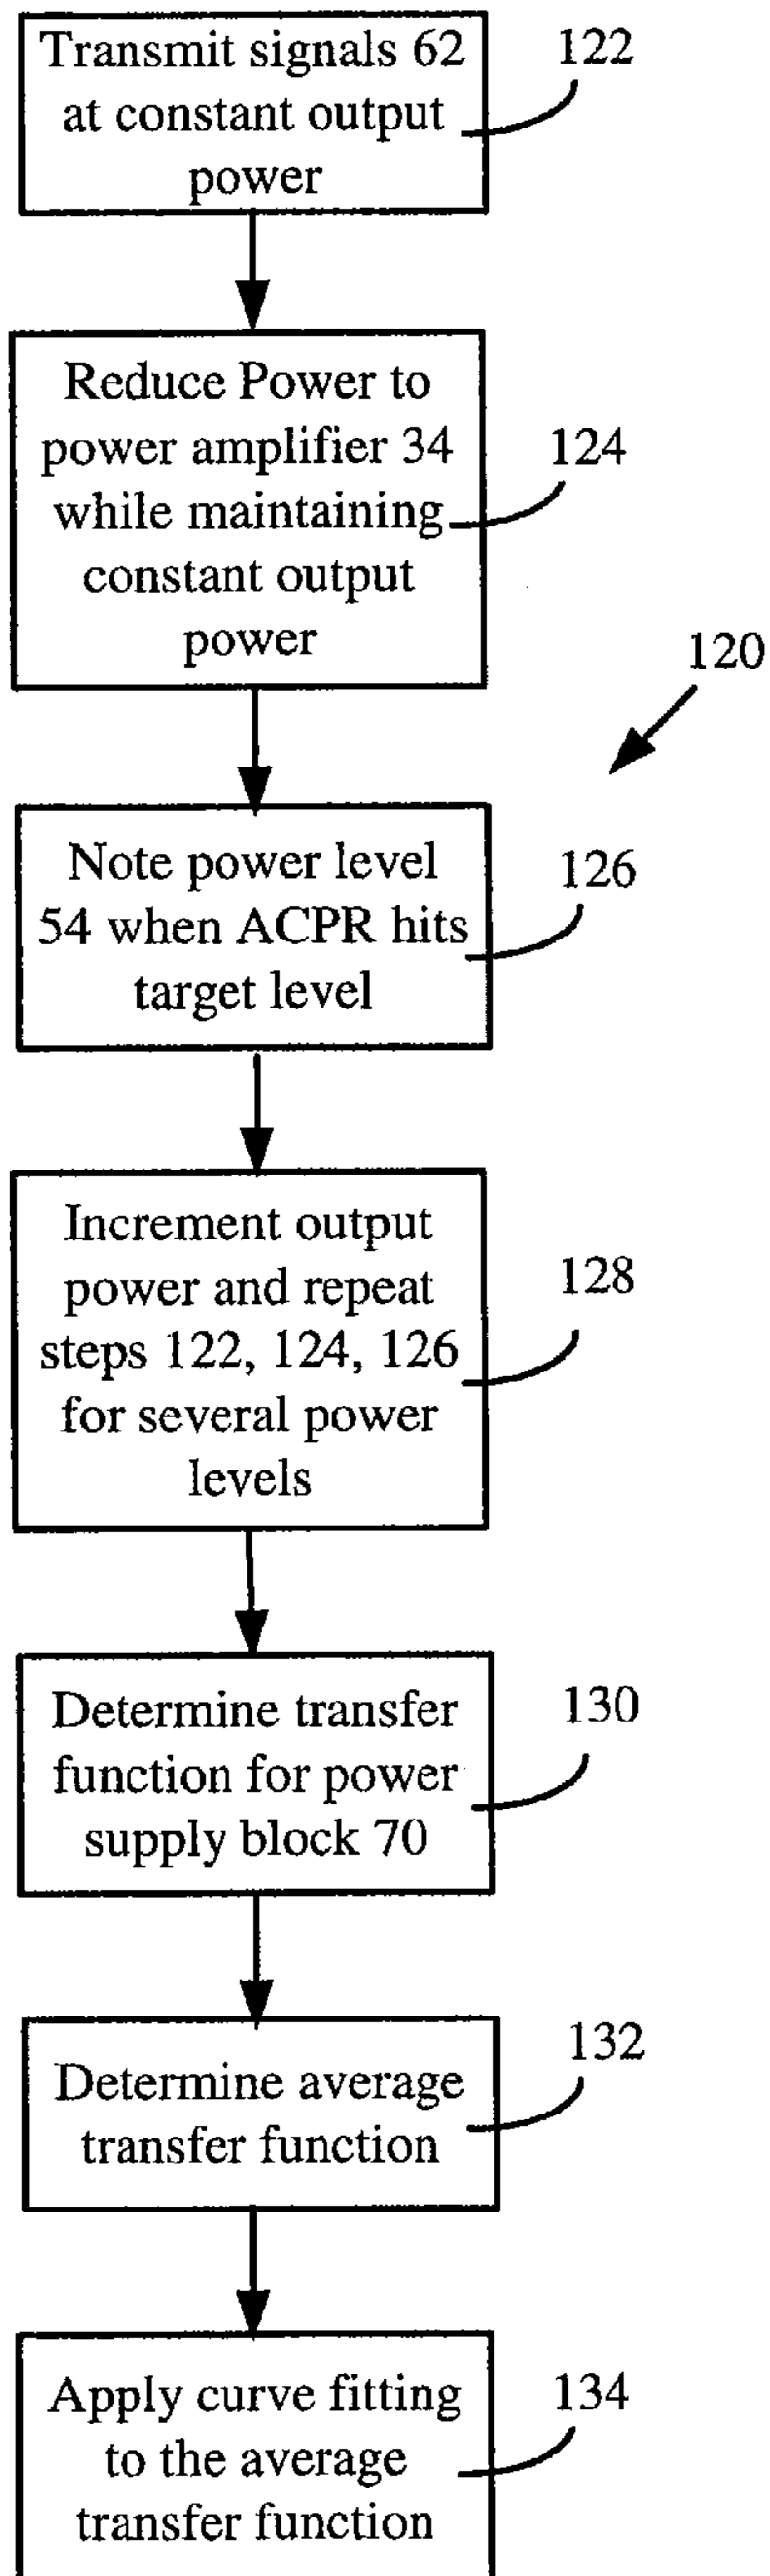 Transmit signals 62
at constant output
power
122
Reduce Power to
power amplifier 34
while maintaining
constant output
power
124
120
Note power level
54 when ACPR hits
target level
126
Increment output
power and repeat
steps 122, 124, 126
for several power
levels
128
Determine transfer
function for power
supply block 70
130
Determine average
transfer function
132
Apply curve fitting
to the average
transfer function
134